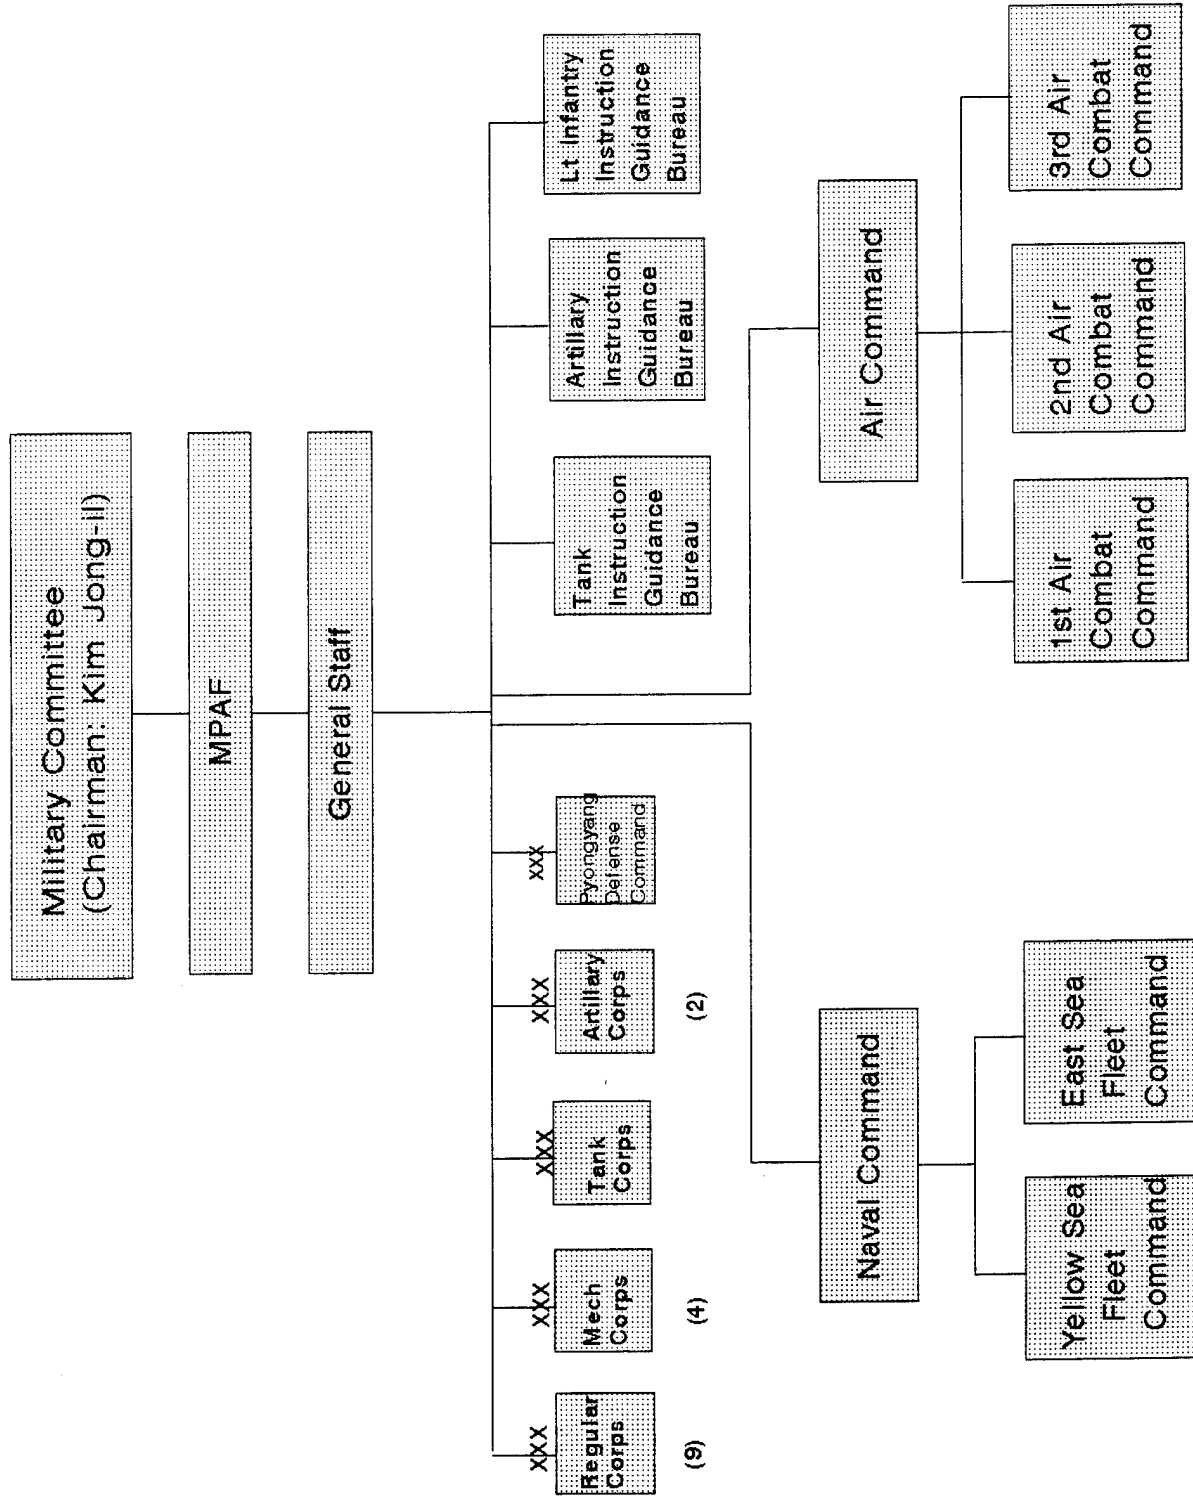 Military Committee
(Chairman: Kim Jong-il)
MPAF
General Staff
XXX
Regular
Corps
(9)
XXX
Mech
Corps
(4)
XXX
Tank
Corps
XXX
Artillary
Corps
(2)
XXX
Pyongyang
Defense
Command
Tank
Instruction
Guidance
Bureau
Artillary
Instruction
Guidance
Bureau
Lt Infantry
Instruction
Guidance
Bureau
Naval Command
Air Command
Yellow Sea
Fleet
Command
East Sea
Fleet
Command
1st Air
Combat
Command
2nd Air
Combat
Command
3rd Air
Combat
Command